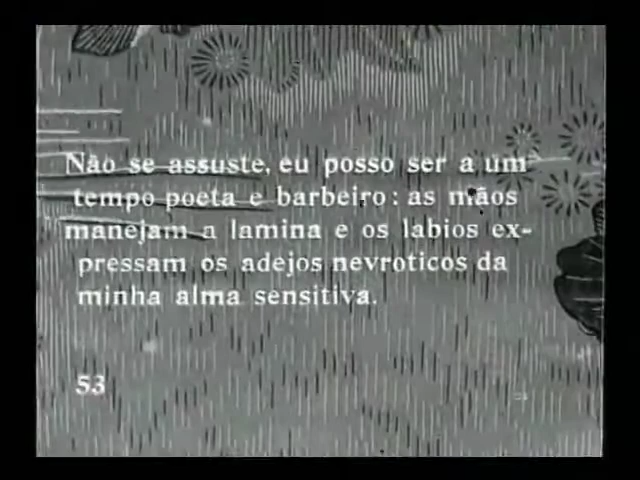 Não se assuste, eu posso ser a um
tempo poeta e barbeiro: as mãos
manejam a lamina e os labios ex-
pressam os adejos nevroticos da
minha alma sensitiva.
53